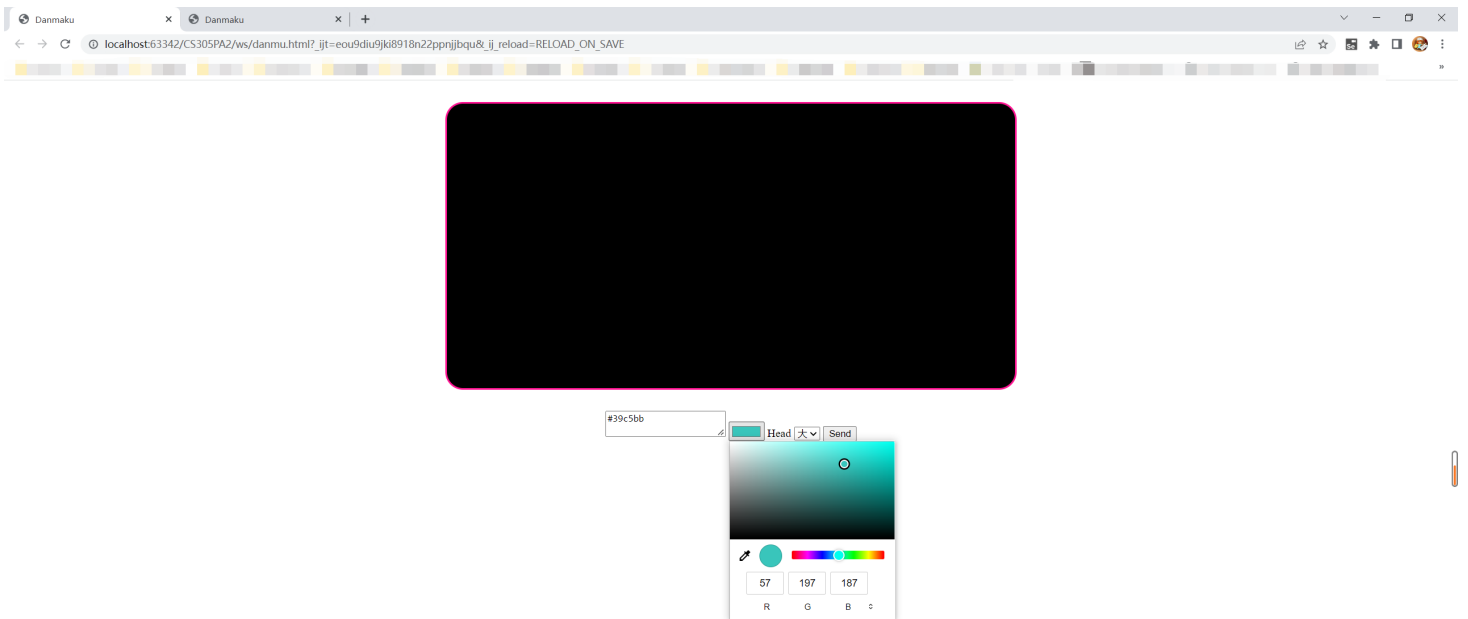 Danmaku
Danmaku
localhost:63342/CS305PA2/ws/danmu.html?_ijt=eou9diu9jki8918n22ppnjjbqu&_ij_reload=RELOAD_ON_SAVE
#39c5bb
Head 大 Send
57 197 187
R G B